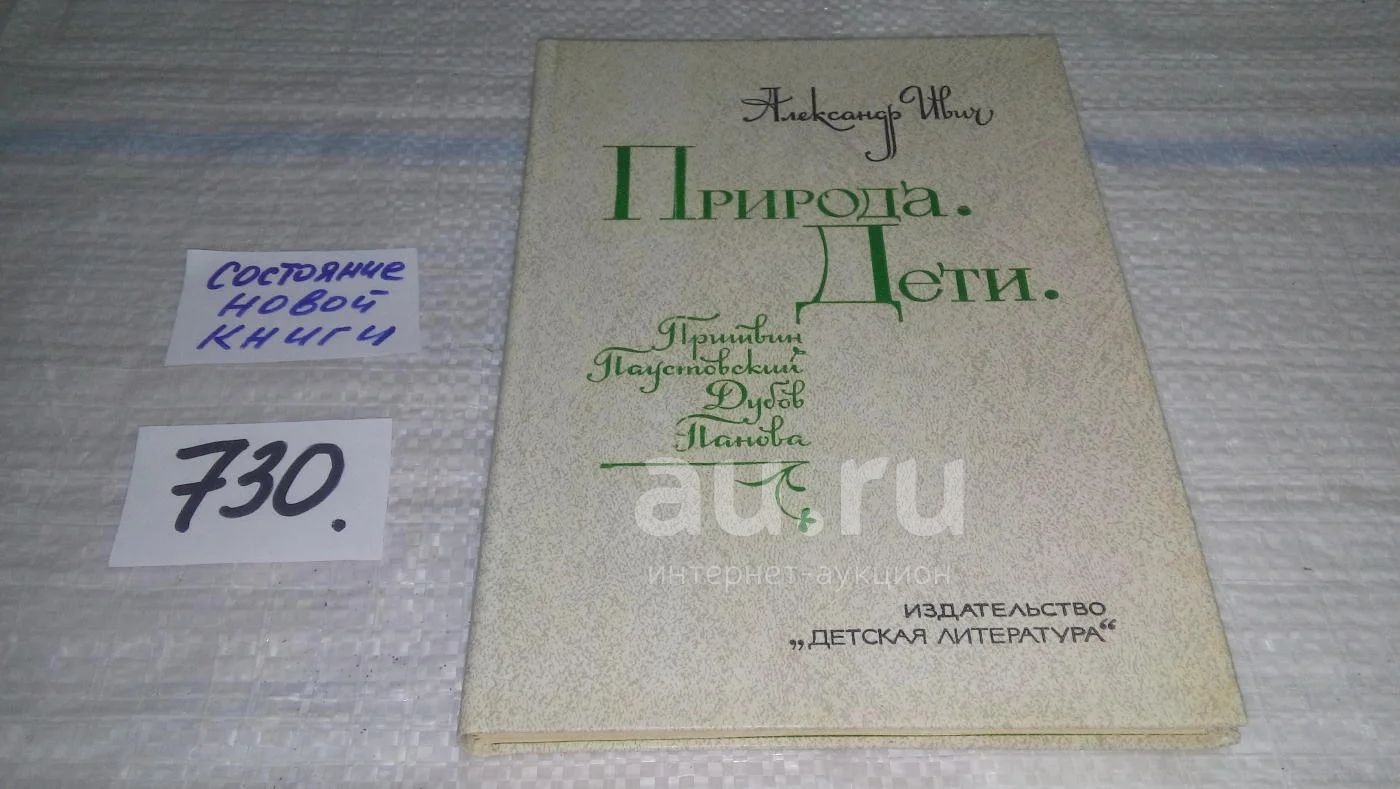 Александр Ивич
Природа.
Дети.
Пришвин
Паустовский
Дубов
Панова
ИЗДАТЕЛЬСТВО
„ДЕТСКАЯ ЛИТЕРАТУРА“
СОСТОЯНИЕ
НОВОЙ
КНИГИ
730.
au.ru
интернет-аукцион